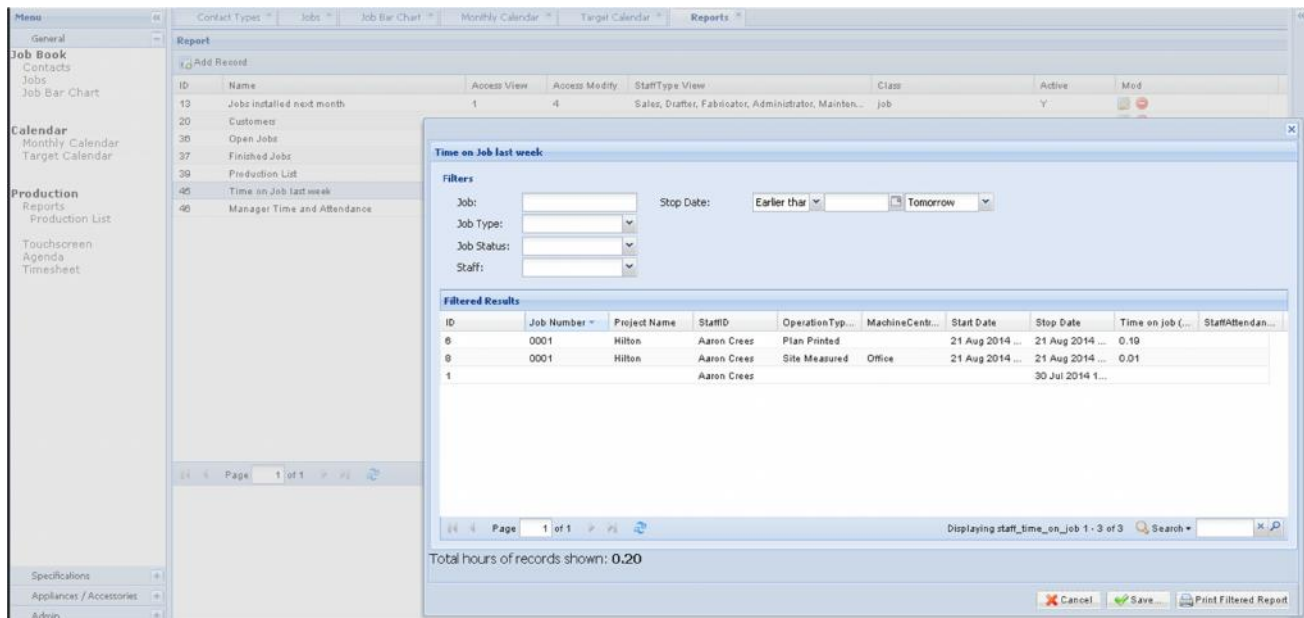 Menu
General
Job Book
Contacts
Jobs
Job Bar Chart
Calendar
Monthly Calendar
Target Calendar
Production
Reports
Production List
Touchscreen
Agenda
Timesheet
Specifications
Appliances / Accessories
Admin
Contact Types Jobs Job Bar Chart Monthly Calendar Target Calendar Reports
Report
Add Record
ID Name Access View Access Modify StaffType View Class Active Mod
13 Jobs installed next month 1 4 Sales, Drafter, Fabricator, Administrator, Mainten... job Y
20 Customers
36 Open Jobs
37 Finished Jobs
39 Production List
45 Time on Job last week
46 Manager Time and Attendance
Page 1 of 1
Time on Job last week
Filters
Job: Stop Date: Earlier thar Tomorrow
Job Type:
Job Status:
Staff:
Filtered Results
ID Job Number Project Name StaffID OperationTyp... MachineCentr... Start Date Stop Date Time on job (... StaffAttendan...
6 0001 Hilton Aaron Crees Plan Printed 21 Aug 2014 ... 21 Aug 2014 ... 0.19
8 0001 Hilton Aaron Crees Site Measured Office 21 Aug 2014 ... 21 Aug 2014 ... 0.01
1 Aaron Crees 30 Jul 2014 1...
Page 1 of 1 Displaying staff_time_on_job 1 - 3 of 3 Search
Total hours of records shown: 0.20
Cancel Save... Print Filtered Report